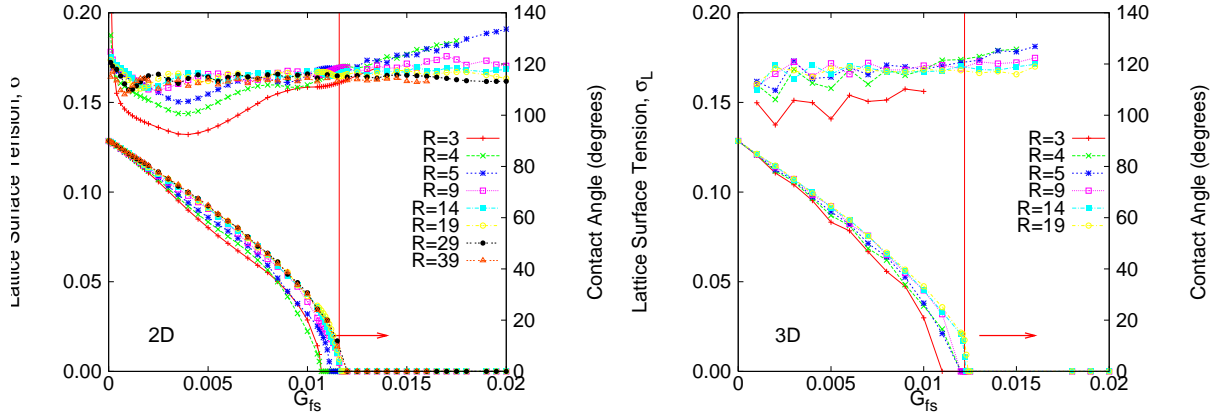 Lattice Surface Tension, σ
0.20
0.15
0.10
0.05
0.00
0
0.005
0.01
0.015
0.02
G_fs
140
120
100
80
60
40
20
0
Contact Angle (degrees)
R=3
R=4
R=5
R=9
R=14
R=19
R=29
R=39
2D
Lattice Surface Tension, σ_L
0.20
0.15
0.10
0.05
0.00
0
0.005
0.01
0.015
0.02
G_fs
140
120
100
80
60
40
20
0
Contact Angle (degrees)
R=3
R=4
R=5
R=9
R=14
R=19
3D